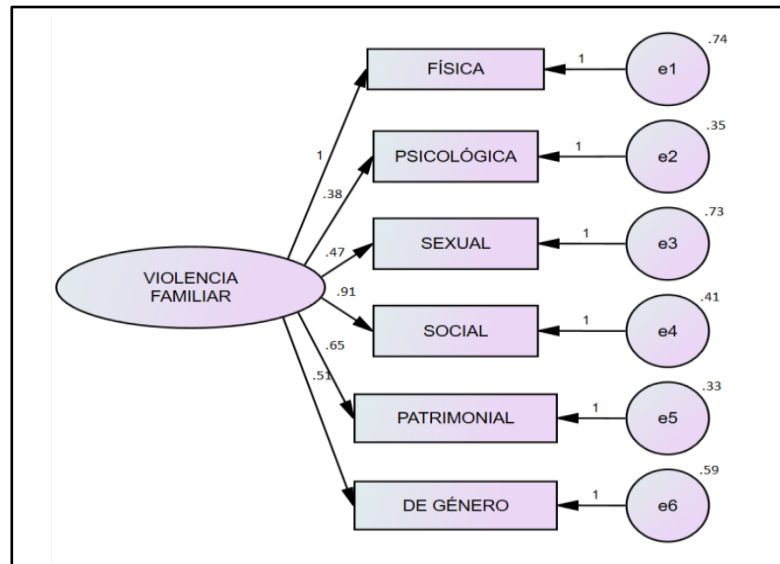 .74
FÍSICA
1
e1
.35
1
PSICOLÓGICA
1
e2
.38
.73
.47
SEXUAL
1
e3
VIOLENCIA
FAMILIAR
.91
.41
SOCIAL
1
e4
.65
.51
.33
PATRIMONIAL
1
e5
.59
DE GÉNERO
1
e6